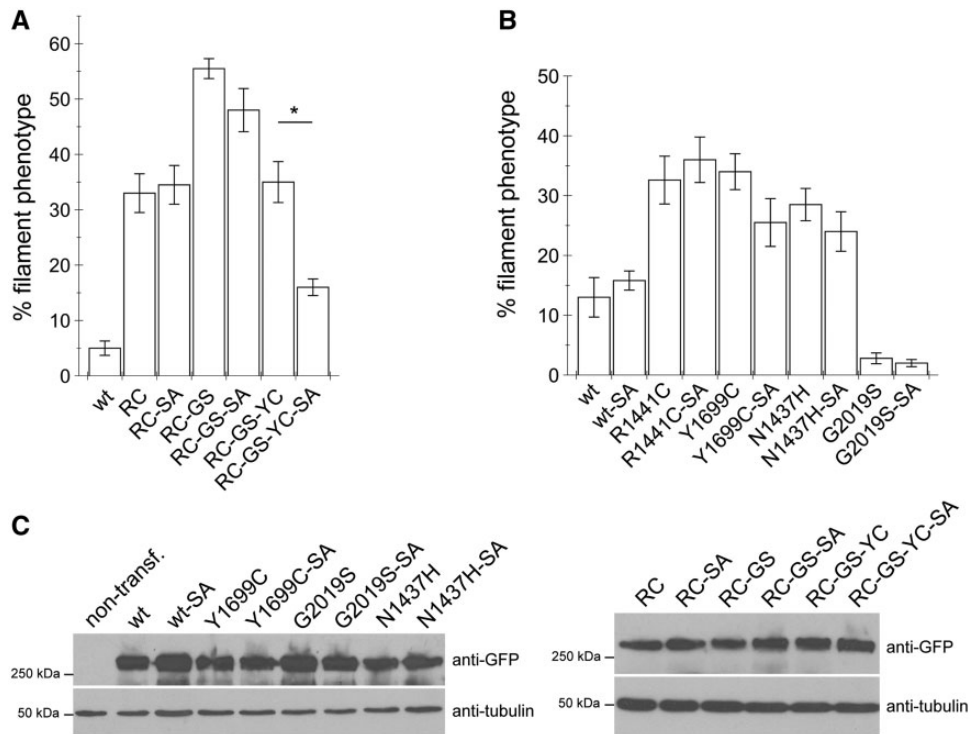 A
% filament phenotype
60
50
40
30
20
10
0
*
wt
RC
RC-SA
RC-GS
RC-GS-SA
RC-GS-YC
RC-GS-YC-SA
B
% filament phenotype
50
40
30
20
10
0
wt
wt-SA
R1441C
R1441C-SA
Y1699C
Y1699C-SA
N1437H
N1437H-SA
G2019S
G2019S-SA
C
non-transf.
wt
wt-SA
Y1699C
Y1699C-SA
G2019S
G2019S-SA
N1437H
N1437H-SA
250 kDa
anti-GFP
50 kDa
anti-tubulin
RC
RC-SA
RC-GS
RC-GS-SA
RC-GS-YC
RC-GS-YC-SA
250 kDa
anti-GFP
50 kDa
anti-tubulin